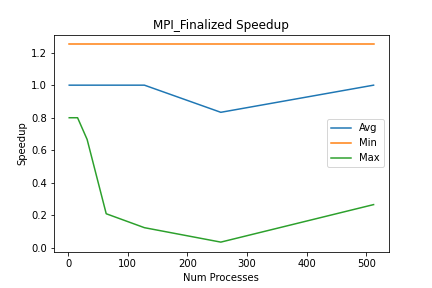 MPI_Finalized Speedup
Speedup
1.2
1.0
0.8
0.6
0.4
0.2
0.0
Avg
Min
Max
0 100 200 300 400 500
Num Processes